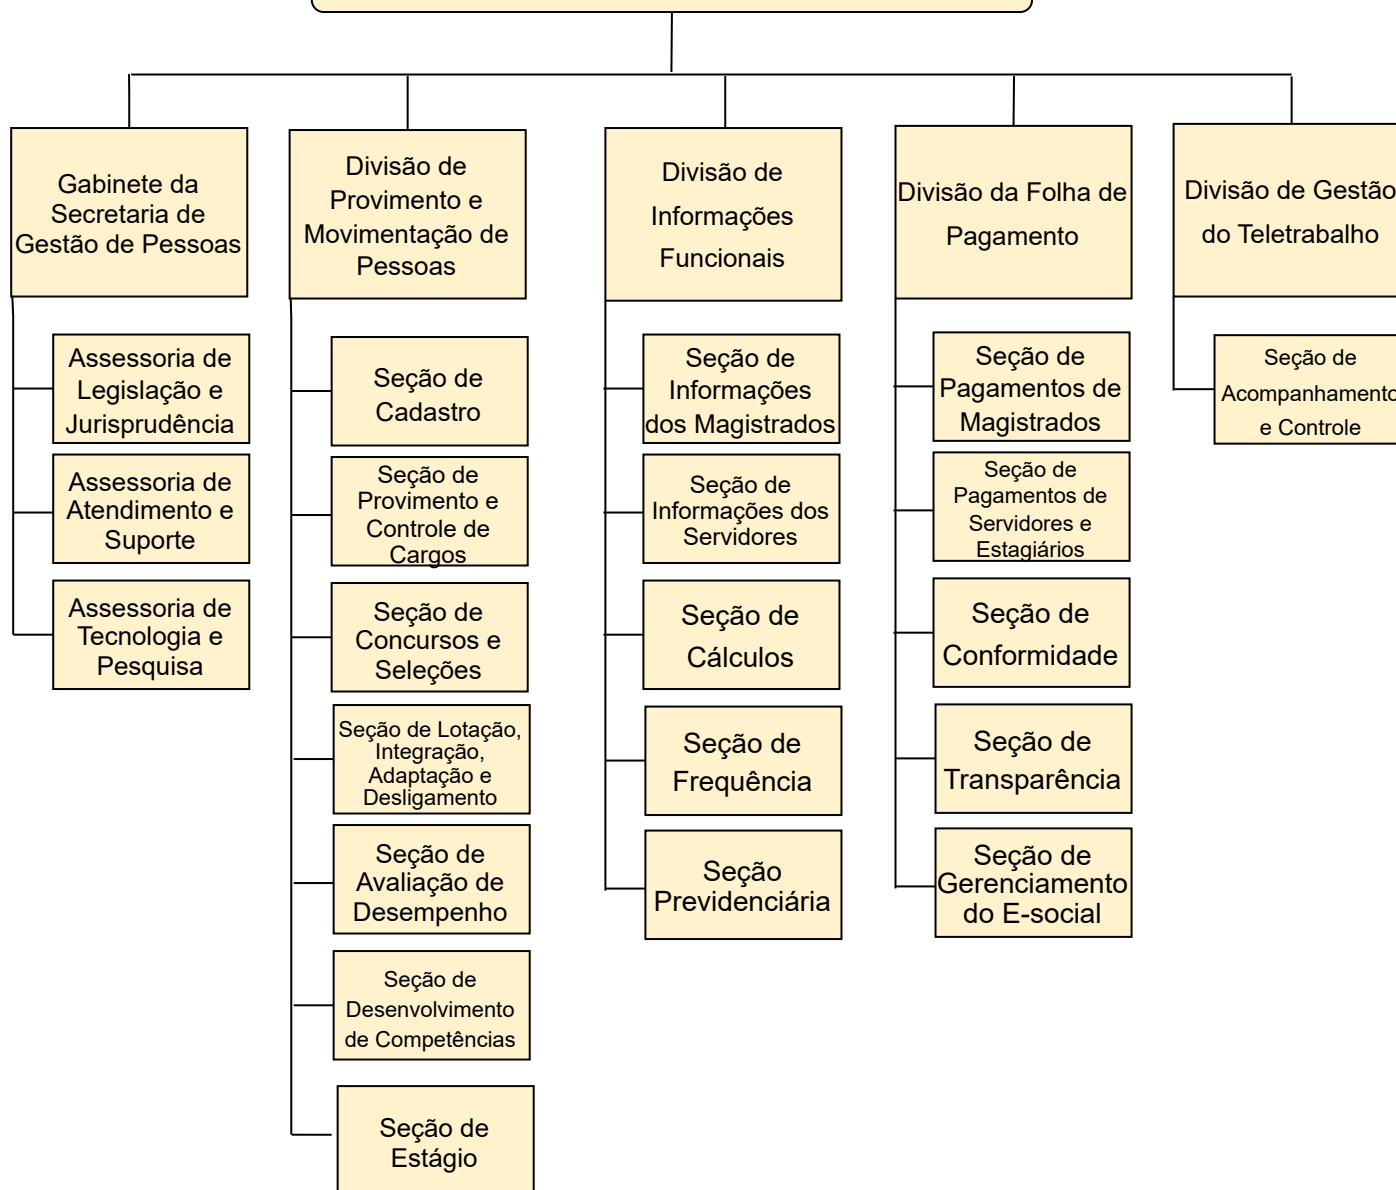 Gabinete da
Secretaria de
Gestão de Pessoas
Assessoria de
Legislação e
Jurisprudência
Assessoria de
Atendimento e
Suporte
Assessoria de
Tecnologia e
Pesquisa
Divisão de
Provimento e
Movimentação de
Pessoas
Seção de
Cadastro
Seção de
Provimento e
Controle de
Cargos
Seção de
Concursos e
Seleções
Seção de Lotação,
Integração,
Adaptação e
Desligamento
Seção de
Avaliação de
Desempenho
Seção de
Desenvolvimento
de Competências
Seção de
Estágio
Divisão de
Informações
Funcionais
Seção de
Informações
dos Magistrados
Seção de
Informações dos
Servidores
Seção de
Cálculos
Seção de
Frequência
Seção
Previdenciária
Divisão da Folha de
Pagamento
Seção de
Pagamentos de
Magistrados
Seção de
Pagamentos de
Servidores e
Estagiários
Seção de
Conformidade
Seção de
Transparência
Seção de
Gerenciamento
do E-social
Divisão de Gestão
do Teletrabalho
Seção de
Acompanhamento
e Controle